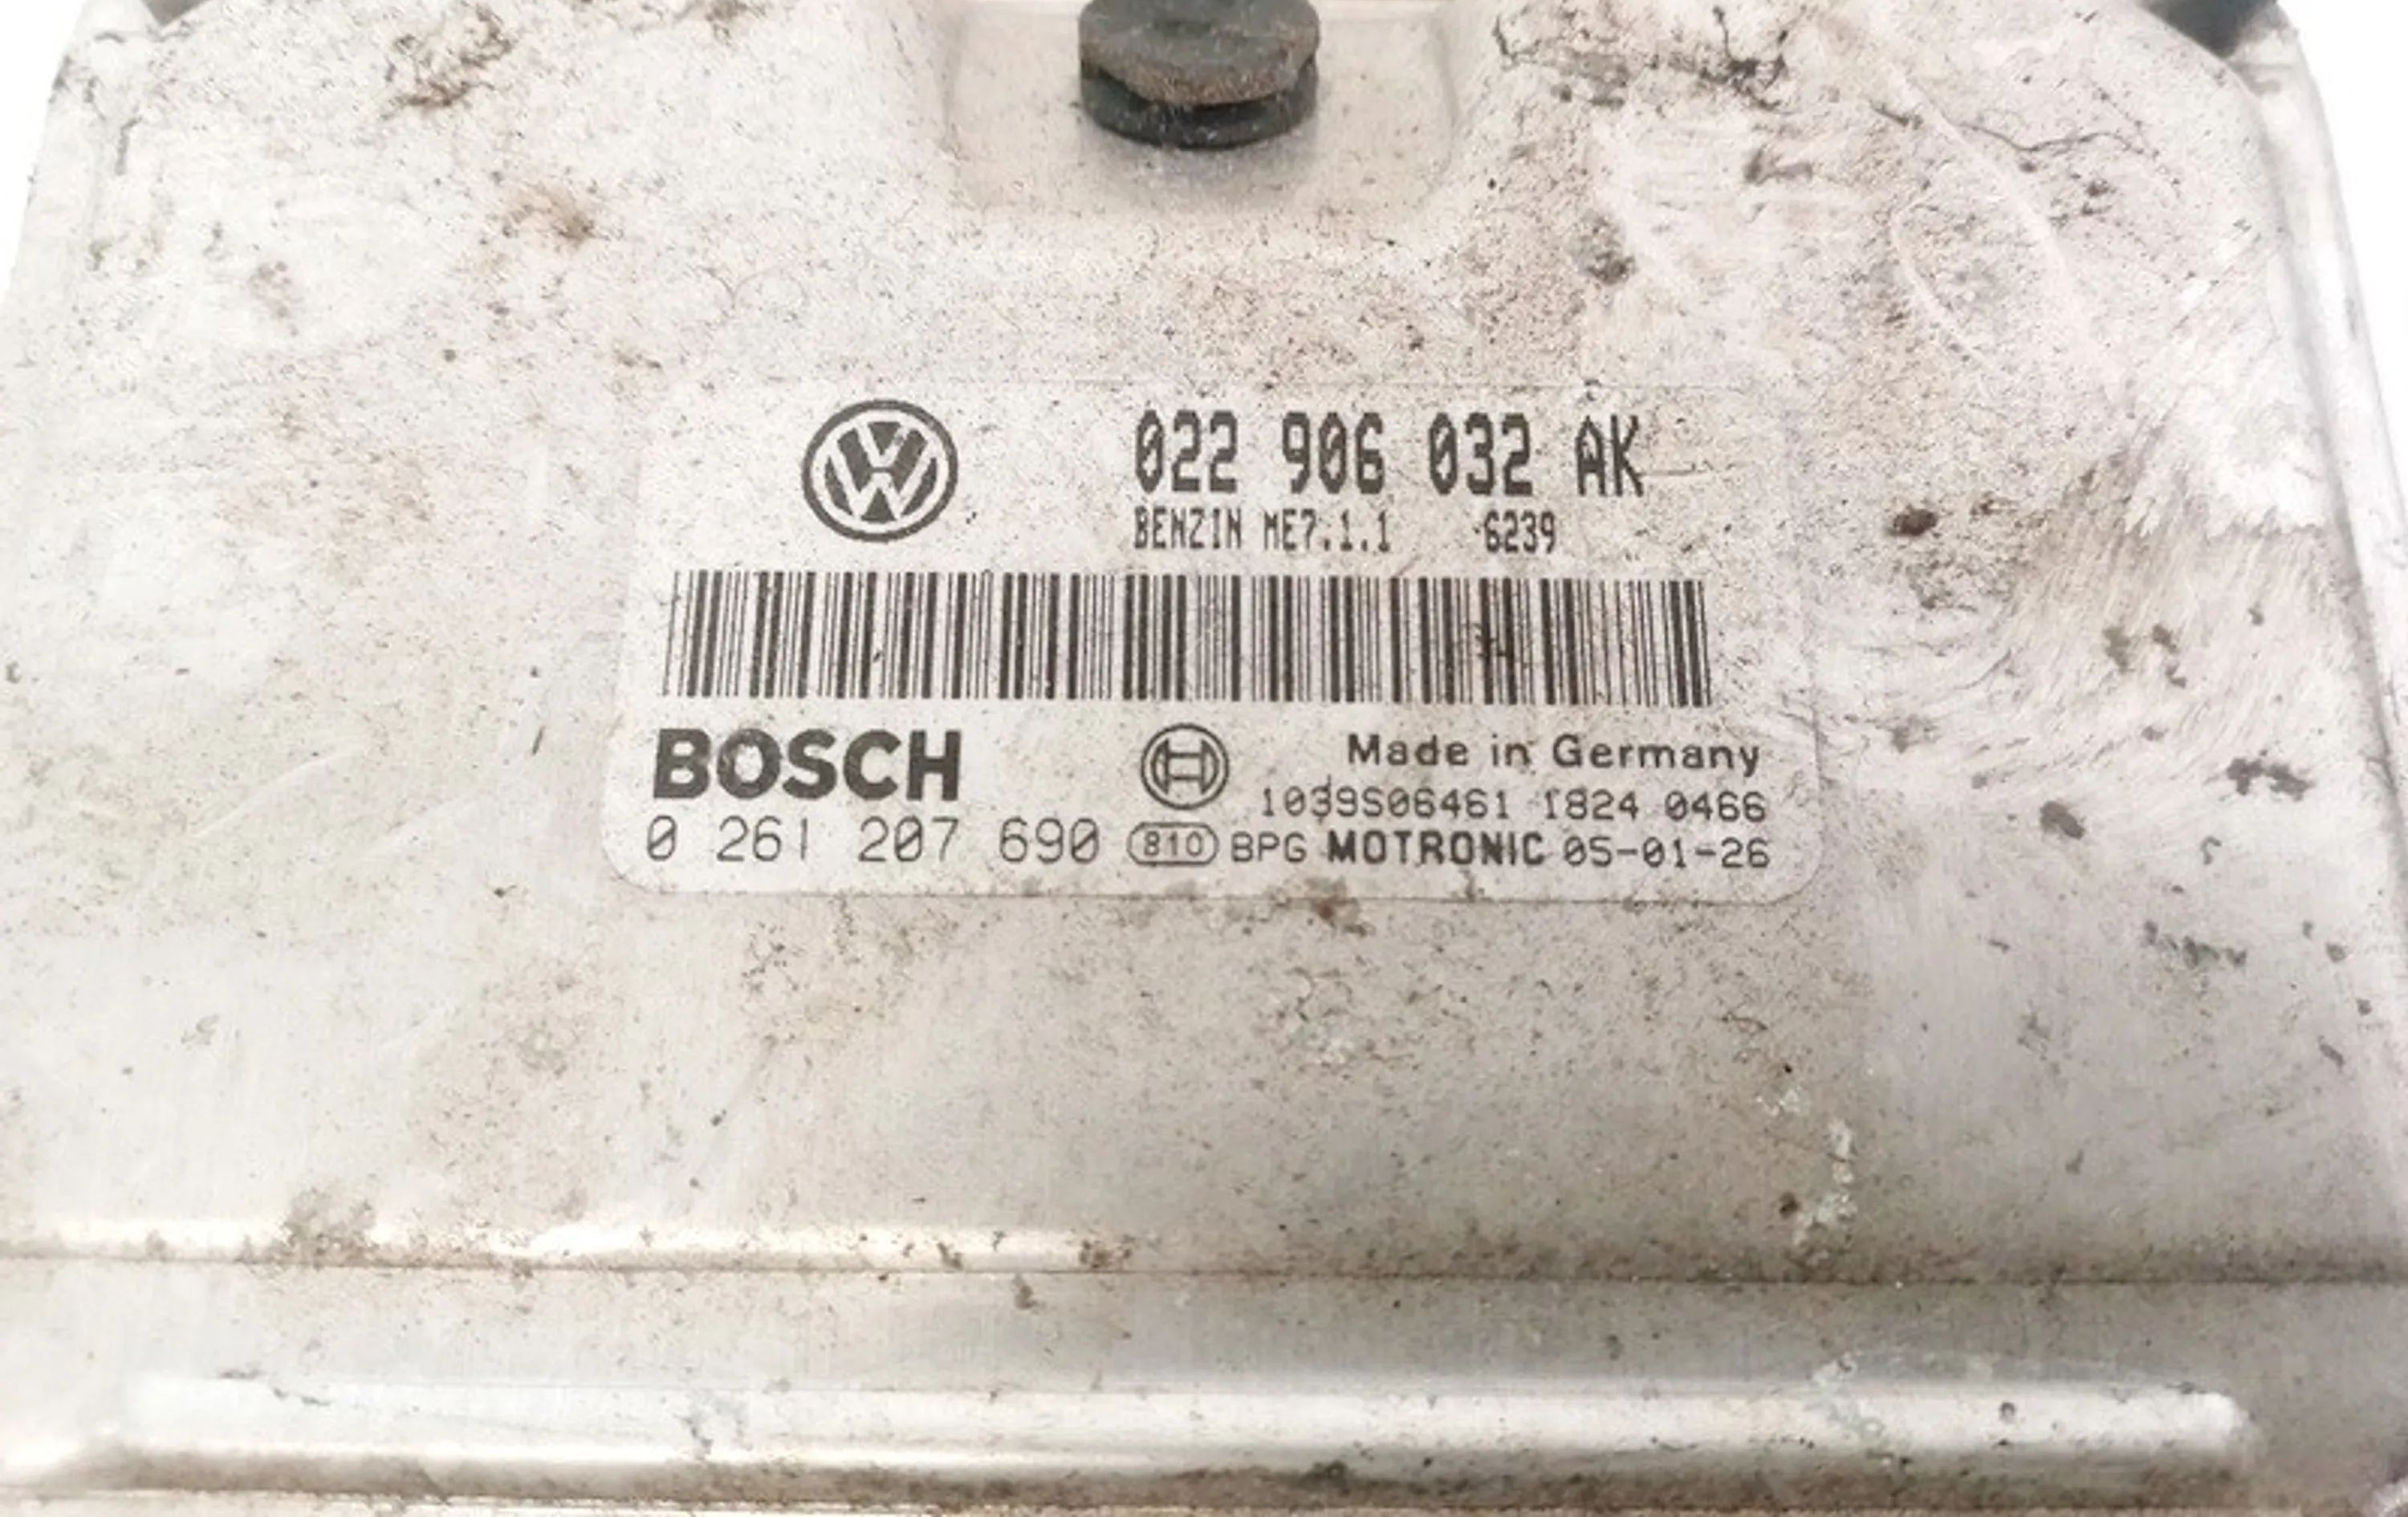 022 906 032 AK
BENZIN ME7.1.1 6239
BOSCH
Made in Germany
1039S06461 1824 0466
0 261 207 690 810 BPG MOTRONIC 05-01-26